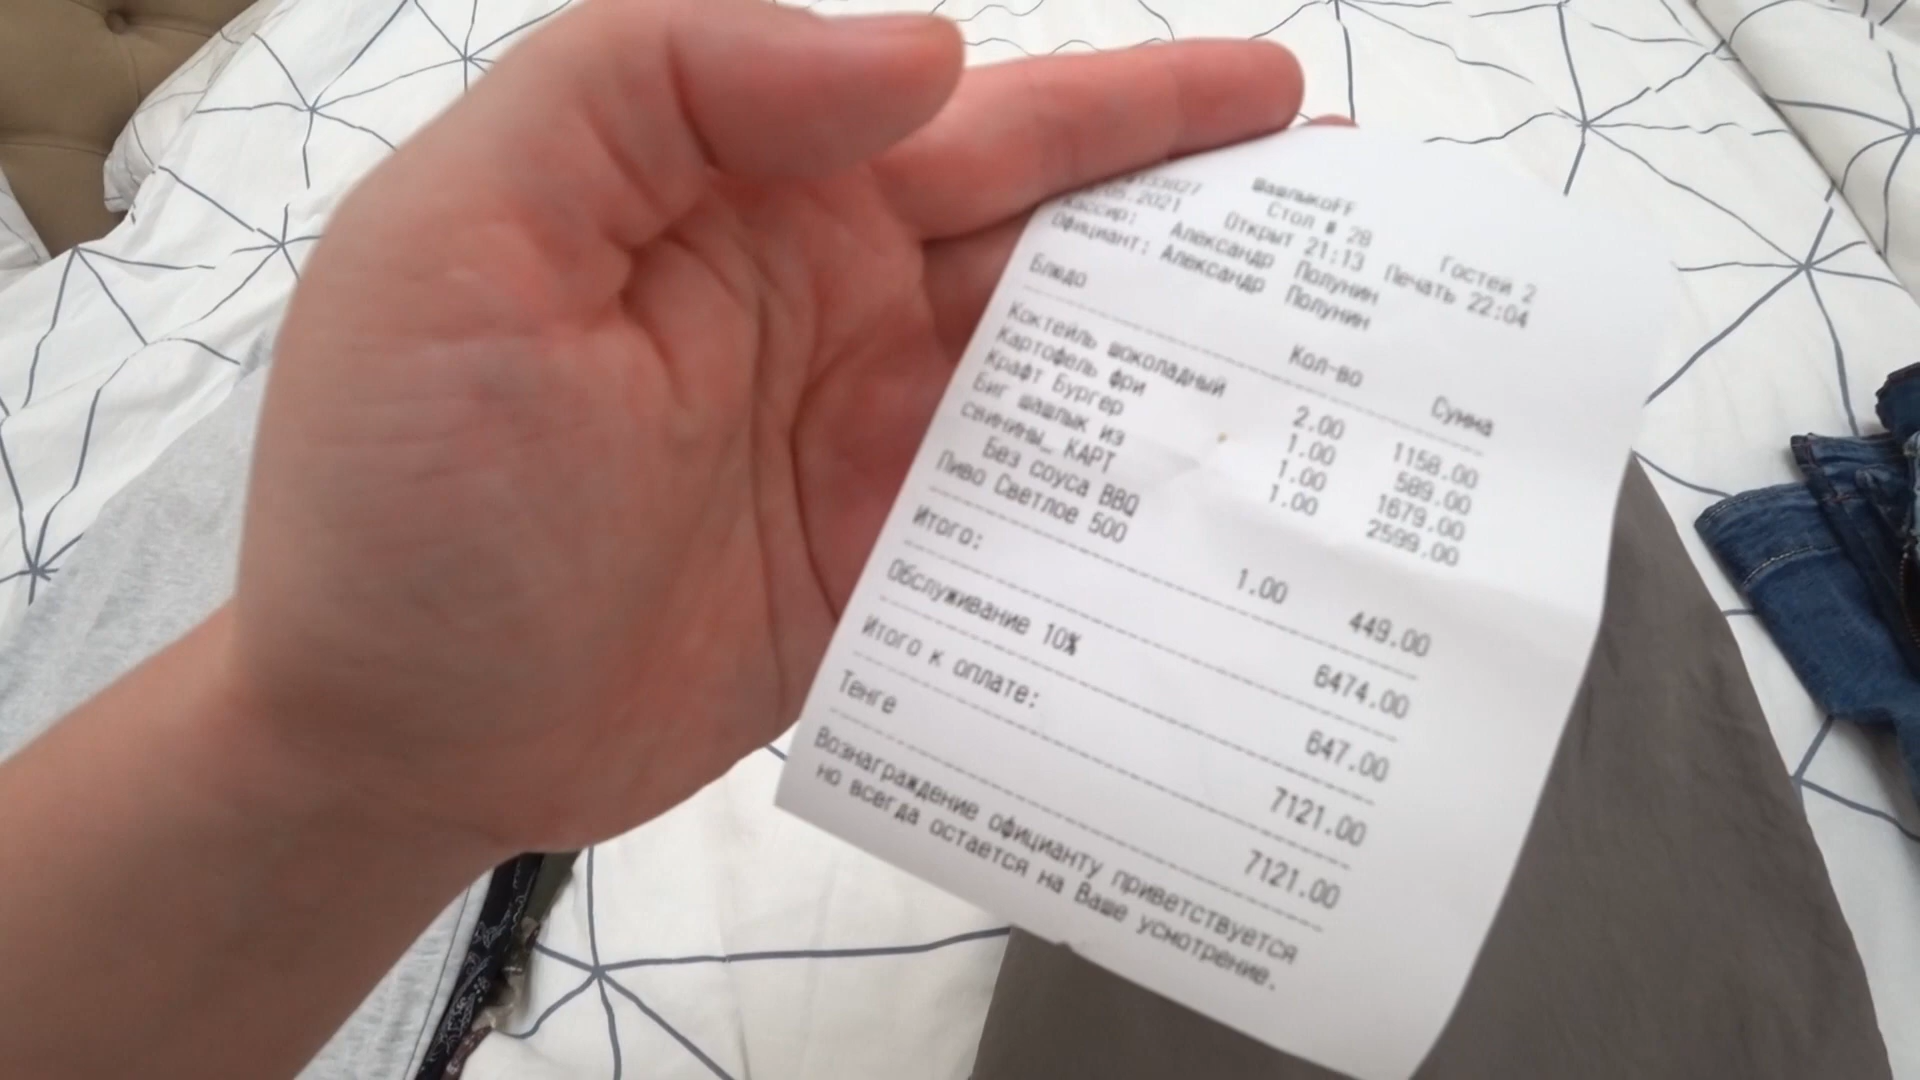 ШашлыкоFF
Стол # 28 Гостей 2
.2021 Открыт 21:13 Печать 22:04
Кассир: Александр Полунин
Официант: Александр Полунин
Блюдо Кол-во Сумма
Коктейль шоколадный 2.00 1158.00
Картофель фри 1.00 589.00
Крафт Бургер 1.00 1679.00
Биг шашлык из 1.00 2599.00
свинины_ КАРТ
Без соуса BBQ
Пиво Светлое 500 1.00 449.00
Итого: 6474.00
Обслуживание 10% 647.00
Итого к оплате: 7121.00
Тенге 7121.00
Вознаграждение официанту приветствуется
но всегда остается на Ваше усмотрение.